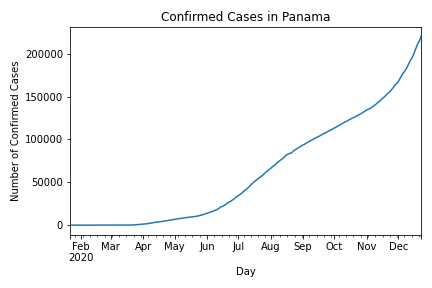 Confirmed Cases in Panama
Number of Confirmed Cases
200000
150000
100000
50000
0
Feb Mar Apr May Jun Jul Aug Sep Oct Nov Dec
2020
Day